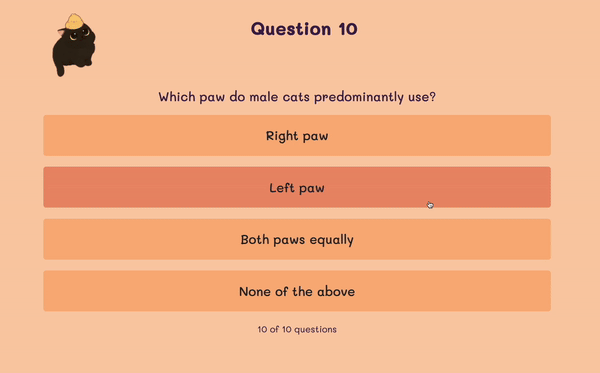 Question 10
Which paw do male cats predominantly use?
Right paw
Left paw
Both paws equally
None of the above
10 of 10 questions